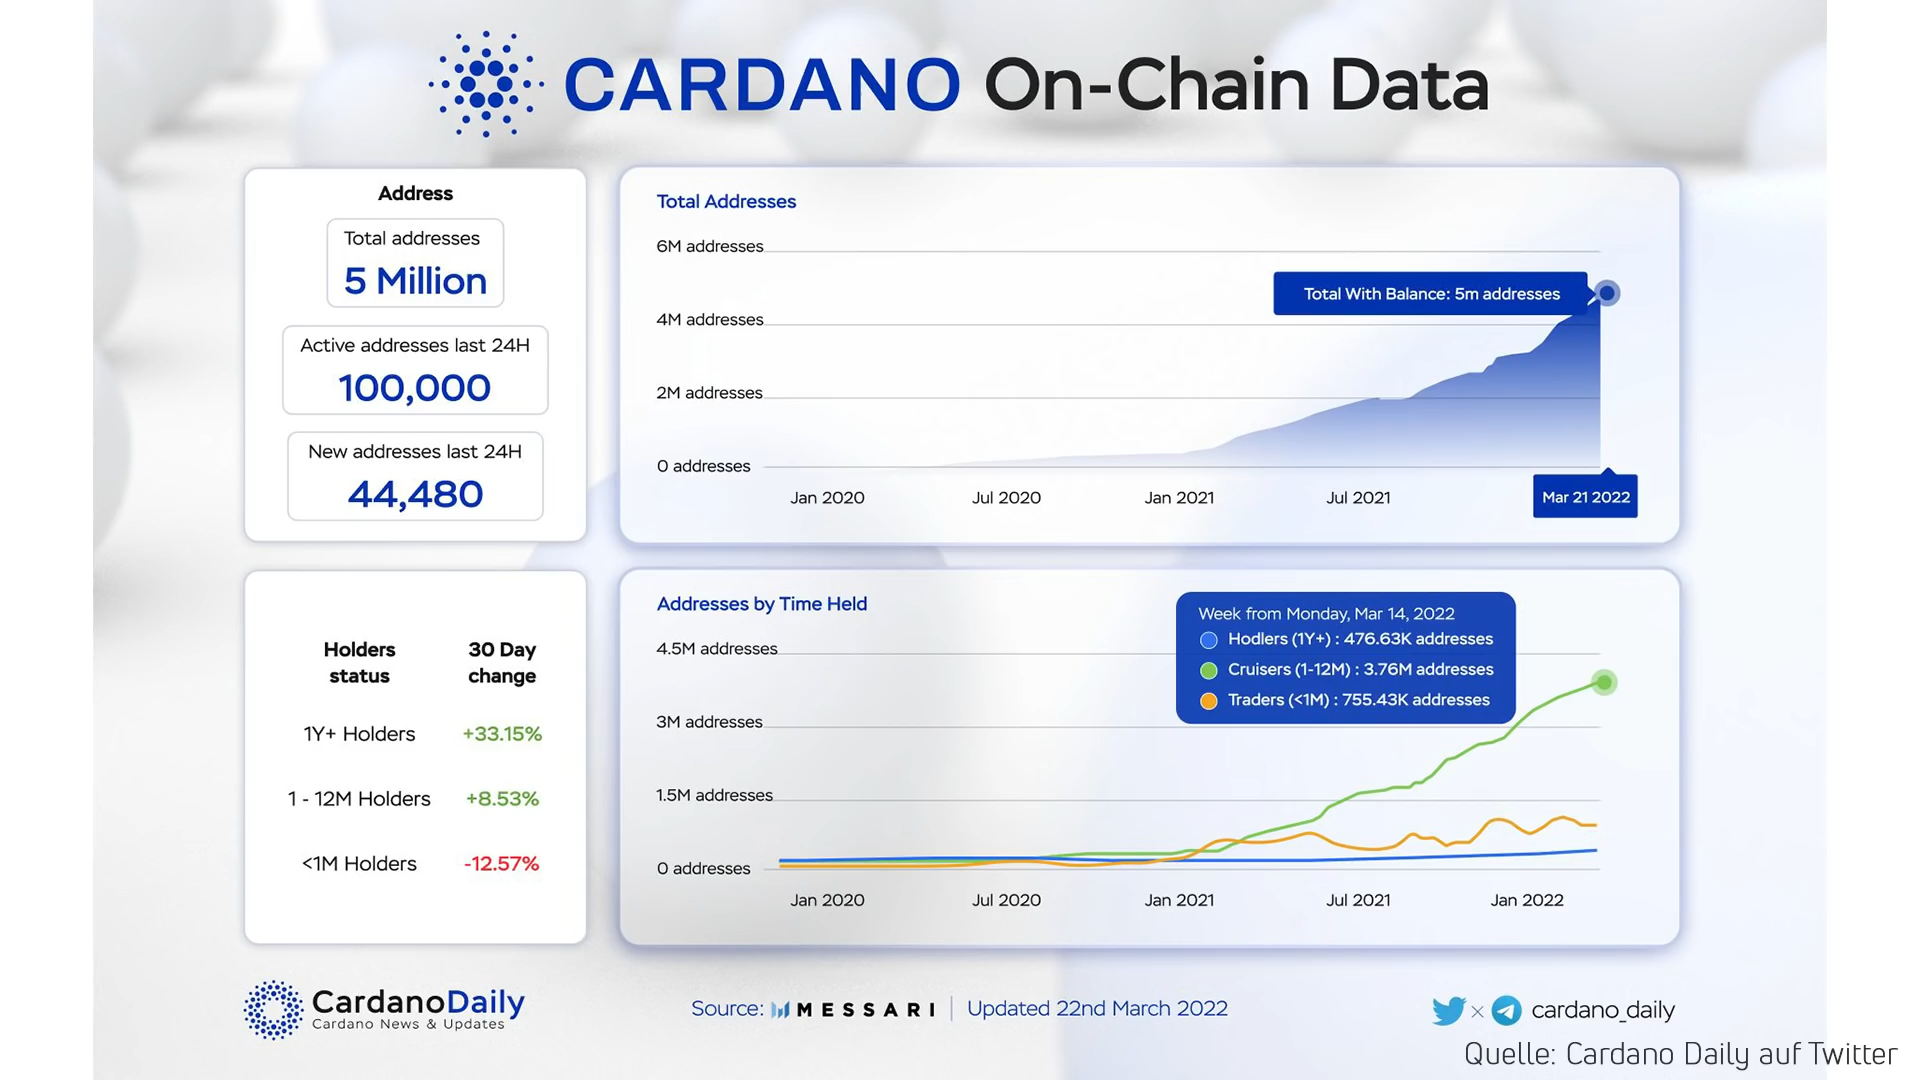 CARDANO On-Chain Data
Address
Total addresses
5 Million
Active addresses last 24H
100,000
New addresses last 24H
44,480
Total Addresses
6M addresses
Total With Balance: 5m addresses
4M addresses
2M addresses
0 addresses
Jan 2020 Jul 2020 Jan 2021 Jul 2021 Mar 21 2022
Holders status 30 Day change
1Y+ Holders +33.15%
1 - 12M Holders +8.53%
<1M Holders -12.57%
Addresses by Time Held
Week from Monday, Mar 14, 2022
Hodlers (1Y+) : 476.63K addresses
Cruisers (1-12M) : 3.76M addresses
Traders (<1M) : 755.43K addresses
4.5M addresses
3M addresses
1.5M addresses
0 addresses
Jan 2020 Jul 2020 Jan 2021 Jul 2021 Jan 2022
CardanoDaily
Cardano News & Updates
Source: MESSARI | Updated 22nd March 2022
× cardano_daily
Quelle: Cardano Daily auf Twitter